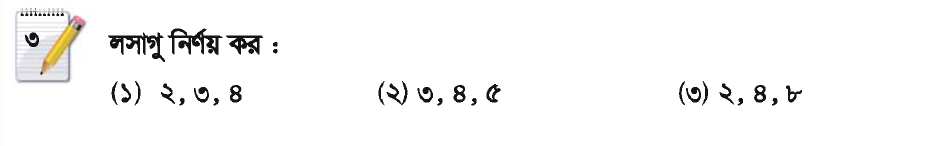 ৩ লসাগু নির্ণয় কর :
(১) ২, ৩, ৪ (২) ৩, ৪, ৫ (৩) ২, ৪, ৮